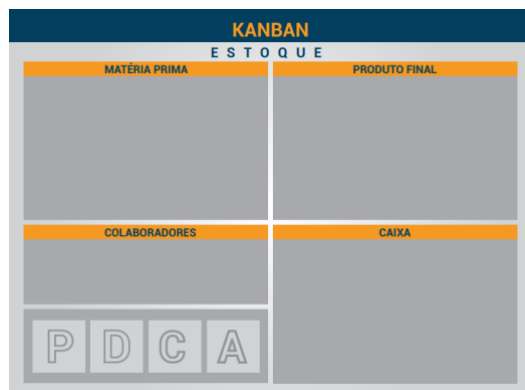 KANBAN
ESTOQUE
MATÉRIA PRIMA
PRODUTO FINAL
COLABORADORES
CAIXA
P D C A